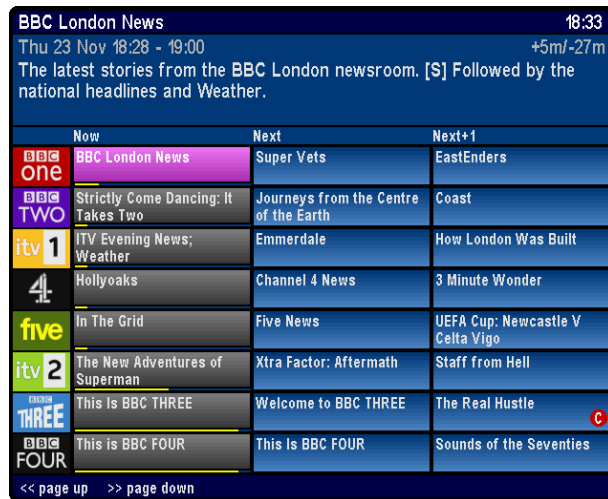 BBC London News 18:33
Thu 23 Nov 18:28 - 19:00 +5m/-27m
The latest stories from the BBC London newsroom. [S] Followed by the
national headlines and Weather.
Now Next Next+1
BBC
one
BBC London News
Super Vets
EastEnders
BBC
TWO
Strictly Come Dancing: It
Takes Two
Journeys from the Centre
of the Earth
Coast
itv 1
ITV Evening News;
Weather
Emmerdale
How London Was Built
4
Hollyoaks
Channel 4 News
3 Minute Wonder
five
In The Grid
Five News
UEFA Cup: Newcastle V
Celta Vigo
itv 2
The New Adventures of
Superman
Xtra Factor: Aftermath
Staff from Hell
BBC
THREE
This Is BBC THREE
Welcome to BBC THREE
The Real Hustle
C
BBC
FOUR
This is BBC FOUR
This Is BBC FOUR
Sounds of the Seventies
<< page up >> page down